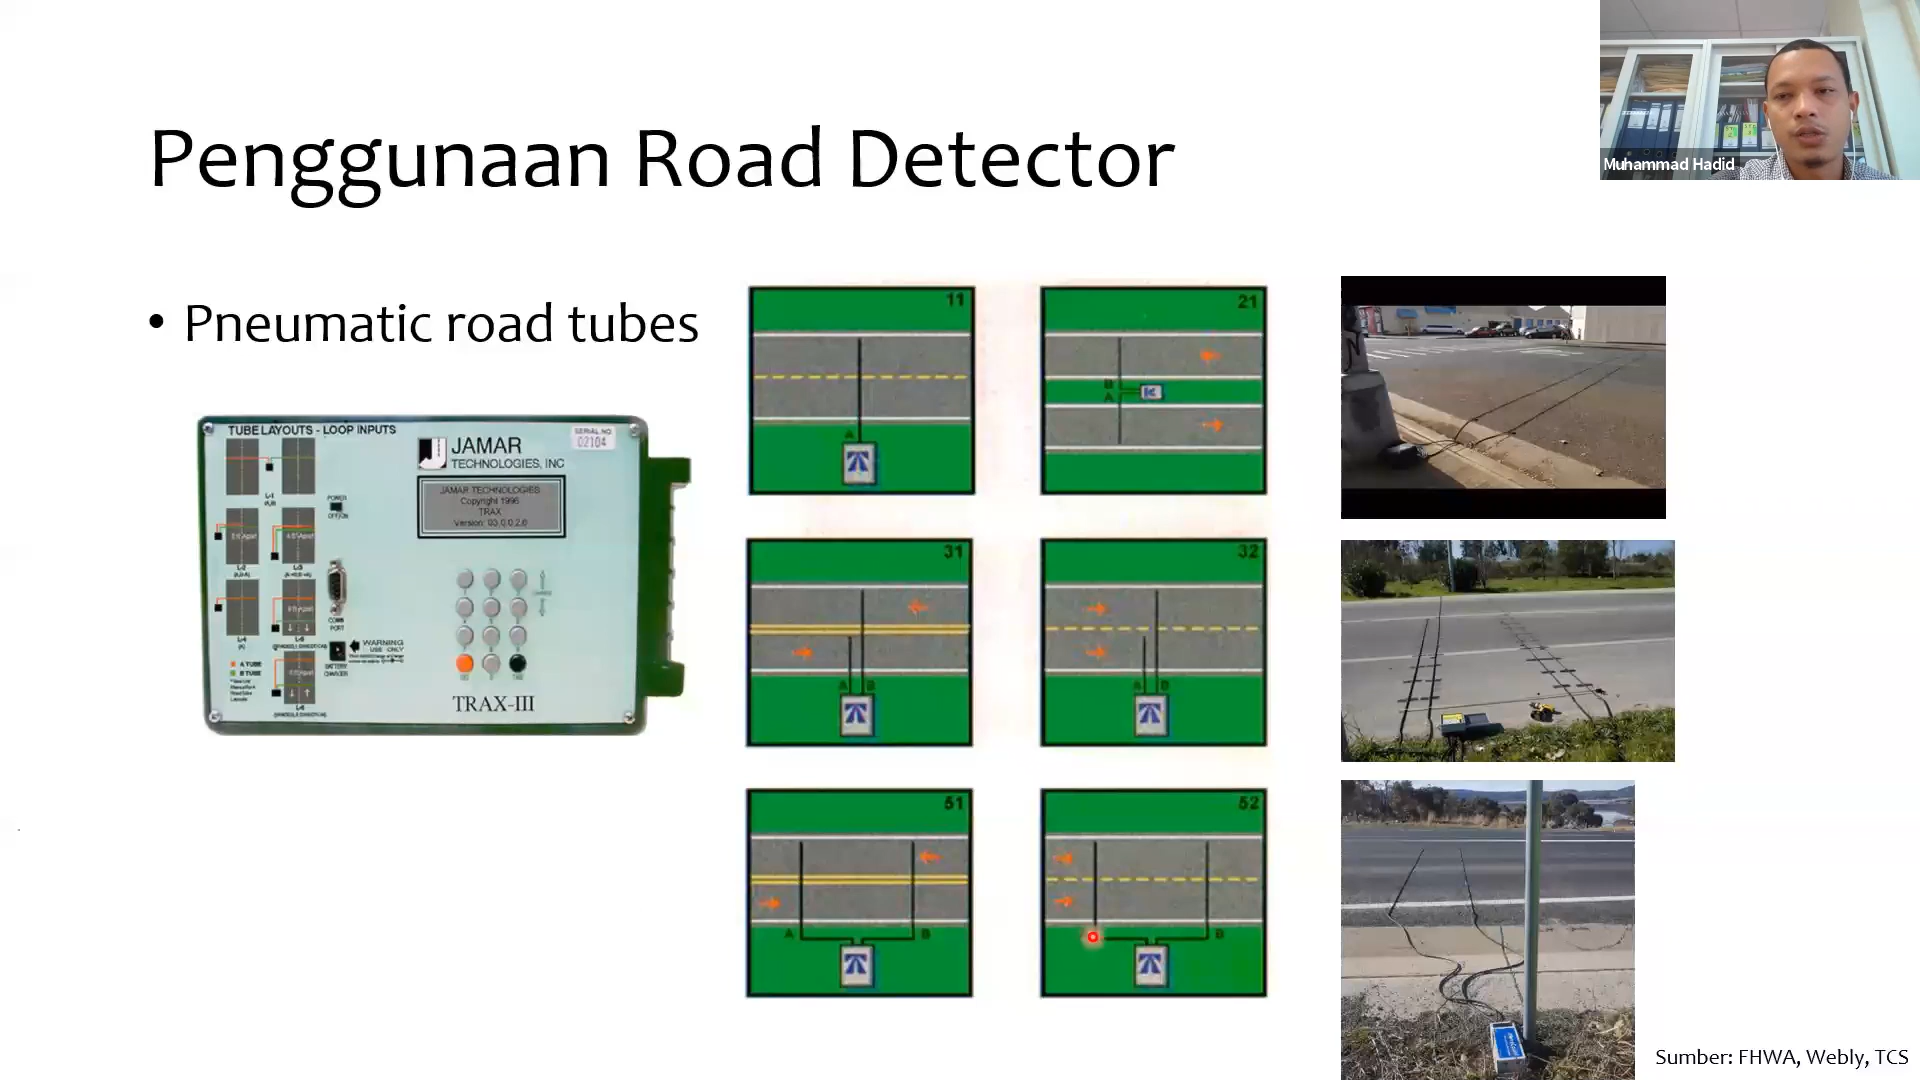 Muhammad Hadid
Penggunaan Road Detector
• Pneumatic road tubes
TUBE LAYOUTS - LOOP INPUTS
SERIAL NO.
02104
JAMAR
TECHNOLOGIES, INC
JAMAR TECHNOLOGIES
Copyright 1996
TRAX
Version: 03.0.0.2.0
POWER
COMM
PORT
WARNING
USE ONLY
BATTERY
CHARGER
A TUBE
B TUBE
TRAX-III
11
A
21
B
A
31
A B
32
A B
51
A B
52
B
Sumber: FHWA, Webly, TCS